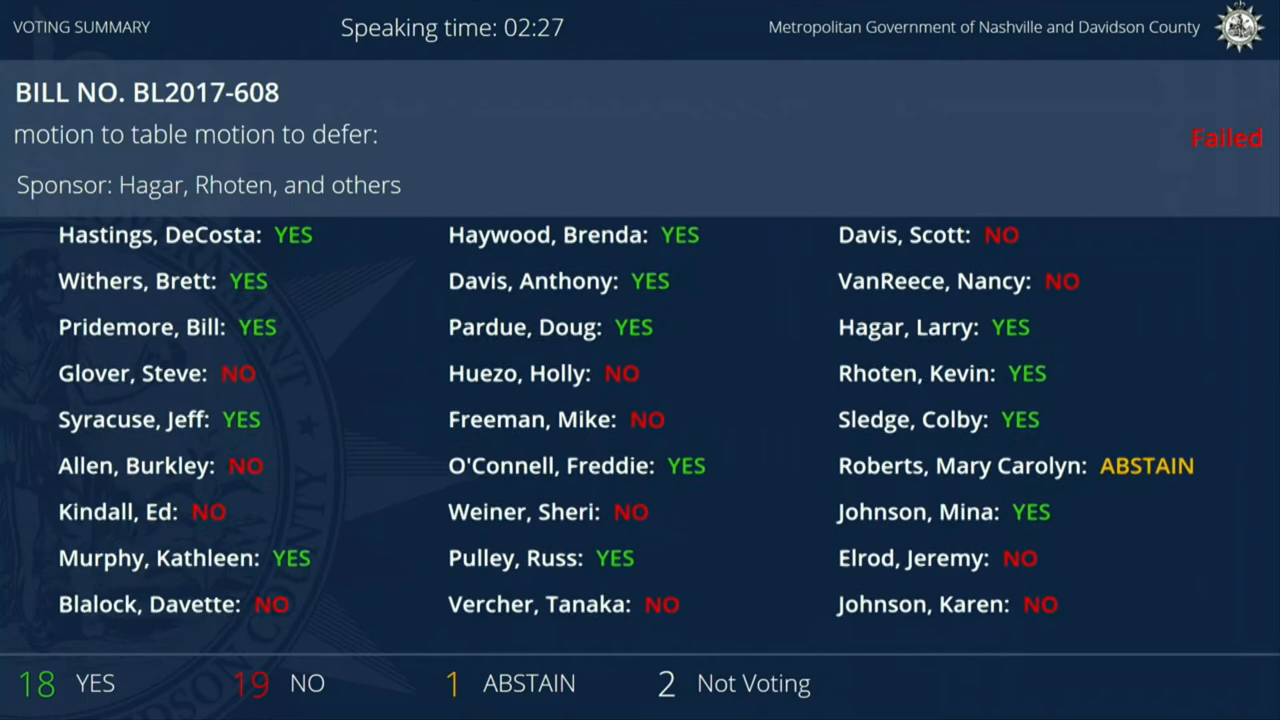 VOTING SUMMARY
Speaking time: 02:27
Metropolitan Government of Nashville and Davidson County
BILL NO. BL2017-608
motion to table motion to defer:
Failed
Sponsor: Hagar, Rhoten, and others
Hastings, DeCosta: YES
Haywood, Brenda: YES
Davis, Scott: NO
Withers, Brett: YES
Davis, Anthony: YES
VanReece, Nancy: NO
Pridemore, Bill: YES
Pardue, Doug: YES
Hagar, Larry: YES
Glover, Steve: NO
Huezo, Holly: NO
Rhoten, Kevin: YES
Syracuse, Jeff: YES
Freeman, Mike: NO
Sledge, Colby: YES
Allen, Burkley: NO
O'Connell, Freddie: YES
Roberts, Mary Carolyn: ABSTAIN
Kindall, Ed: NO
Weiner, Sheri: NO
Johnson, Mina: YES
Murphy, Kathleen: YES
Pulley, Russ: YES
Elrod, Jeremy: NO
Blalock, Davette: NO
Vercher, Tanaka: NO
Johnson, Karen: NO
18 YES
19 NO
1 ABSTAIN
2 Not Voting